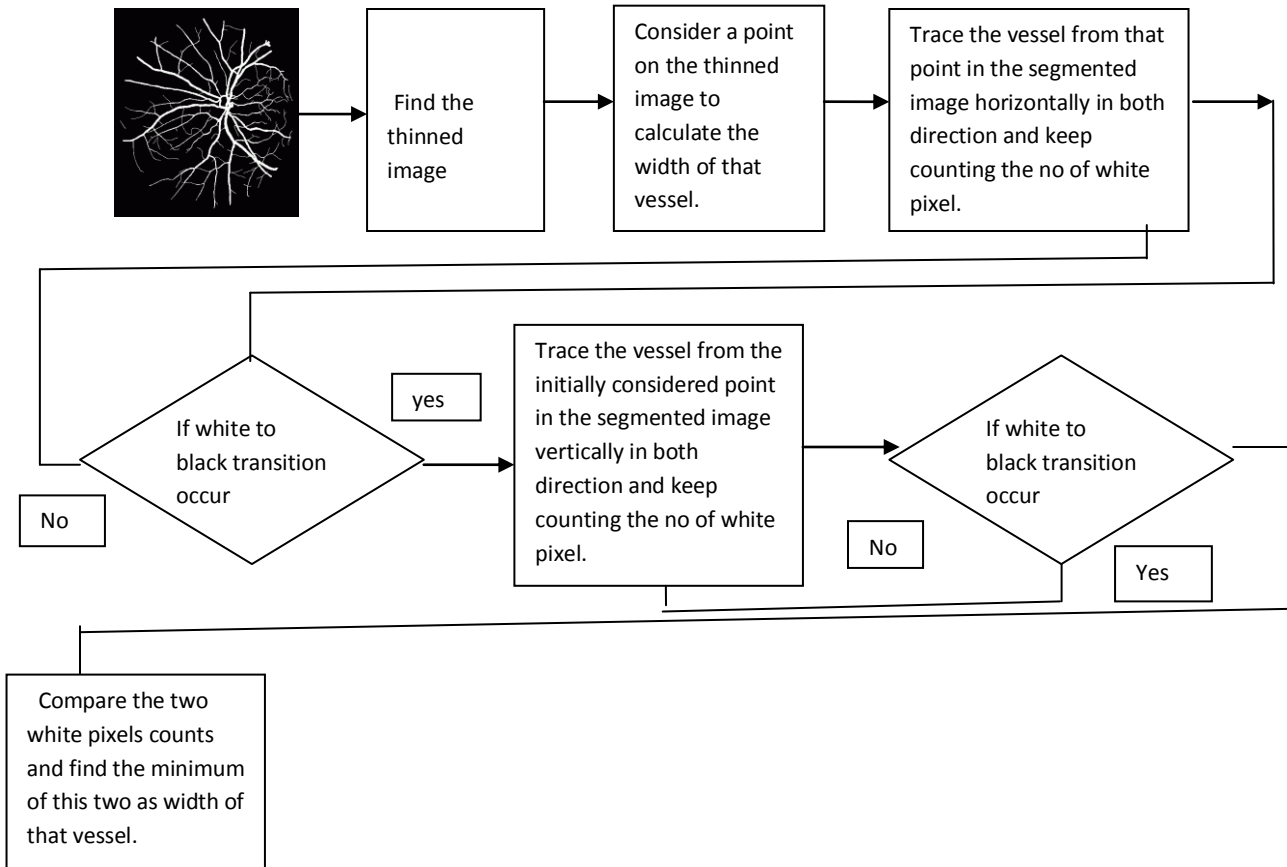 Find the
thinned
image
Consider a point
on the thinned
image to
calculate the
width of that
vessel.
Trace the vessel from that
point in the segmented
image horizontally in both
direction and keep
counting the no of white
pixel.
If white to
black transition
occur
yes
No
Trace the vessel from the
initially considered point
in the segmented image
vertically in both
direction and keep
counting the no of white
pixel.
If white to
black transition
occur
No
Yes
Compare the two
white pixels counts
and find the minimum
of this two as width of
that vessel.